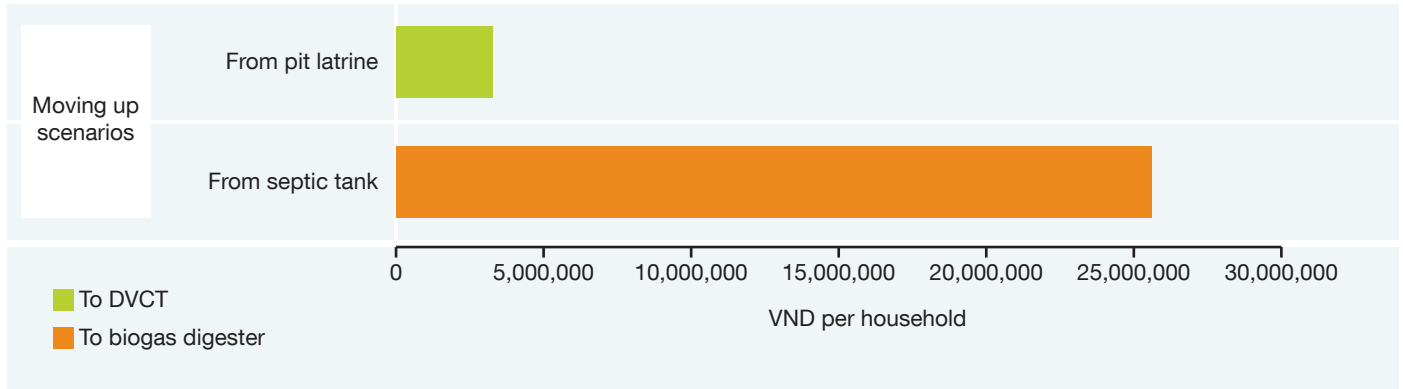 Moving up
scenarios
From pit latrine
From septic tank
0 5,000,000 10,000,000 15,000,000 20,000,000 25,000,000 30,000,000
VND per household
To DVCT
To biogas digester